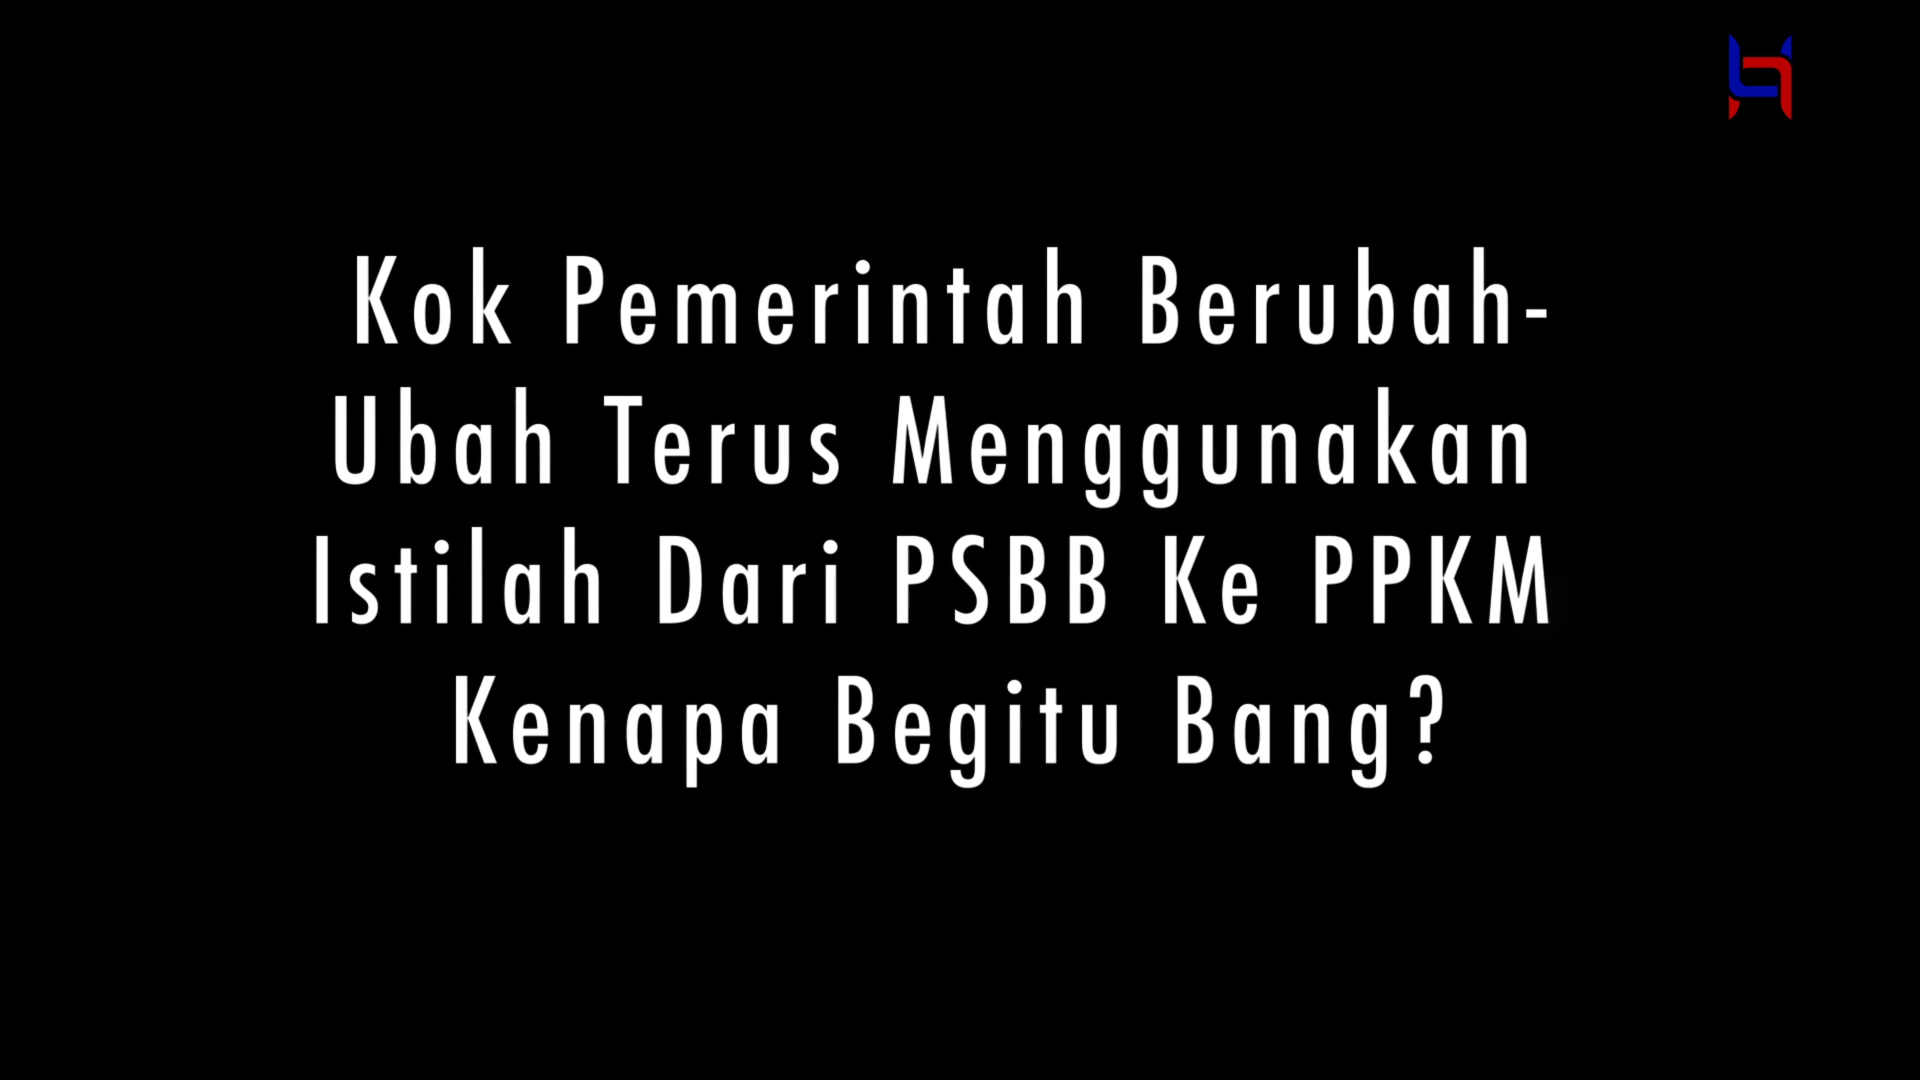 Kok Pemerintah Berubah-
Ubah Terus Menggunakan
Istilah Dari PSBB Ke PPKM
Kenapa Begitu Bang?